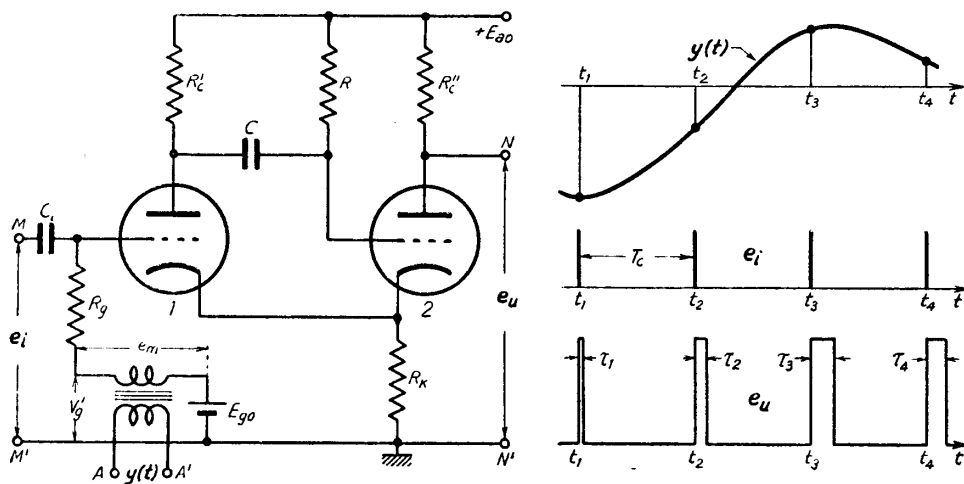 +Eao
R'c
R
R''c
C
N
M
Ci
1
2
Rg
ei
eu
em
V'g
Ego
RK
M'
A y(t) A'
N'
y(t)
t1
t2
t3
t4
t
Tc
ei
t1
t2
t3
t4
t
τ1
τ2
τ3
τ4
eu
t1
t2
t3
t4
t